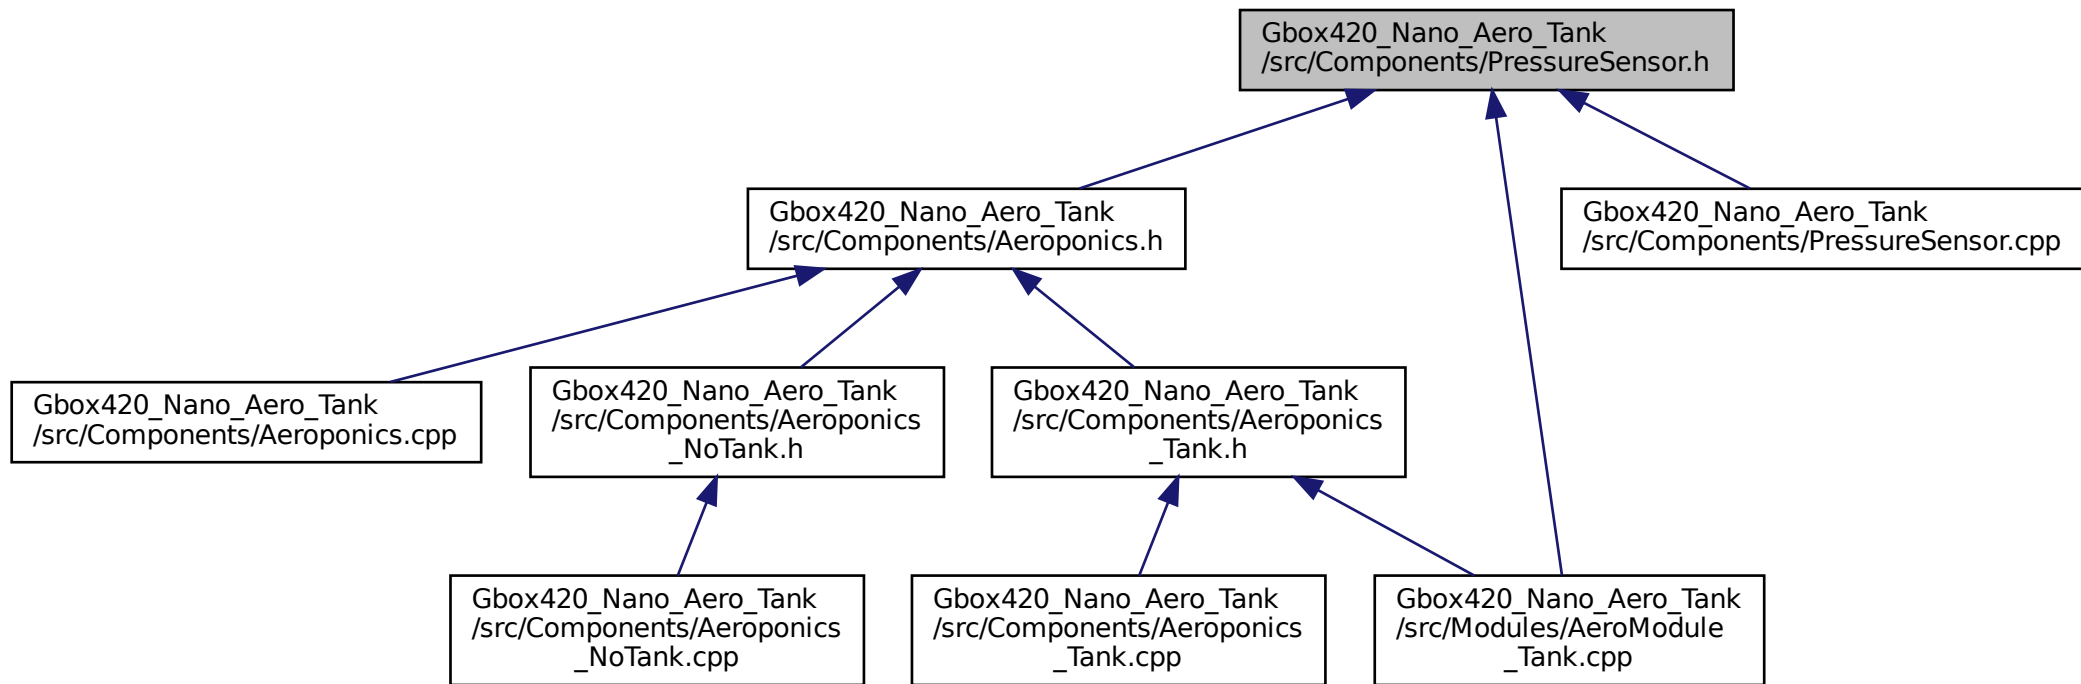 Gbox420_Nano_Aero_Tank
/src/Components/PressureSensor.h
Gbox420_Nano_Aero_Tank
/src/Components/Aeroponics.h
Gbox420_Nano_Aero_Tank
/src/Components/PressureSensor.cpp
Gbox420_Nano_Aero_Tank
/src/Components/Aeroponics.cpp
Gbox420_Nano_Aero_Tank
/src/Components/Aeroponics
_NoTank.h
Gbox420_Nano_Aero_Tank
/src/Components/Aeroponics
_Tank.h
Gbox420_Nano_Aero_Tank
/src/Components/Aeroponics
_NoTank.cpp
Gbox420_Nano_Aero_Tank
/src/Components/Aeroponics
_Tank.cpp
Gbox420_Nano_Aero_Tank
/src/Modules/AeroModule
_Tank.cpp